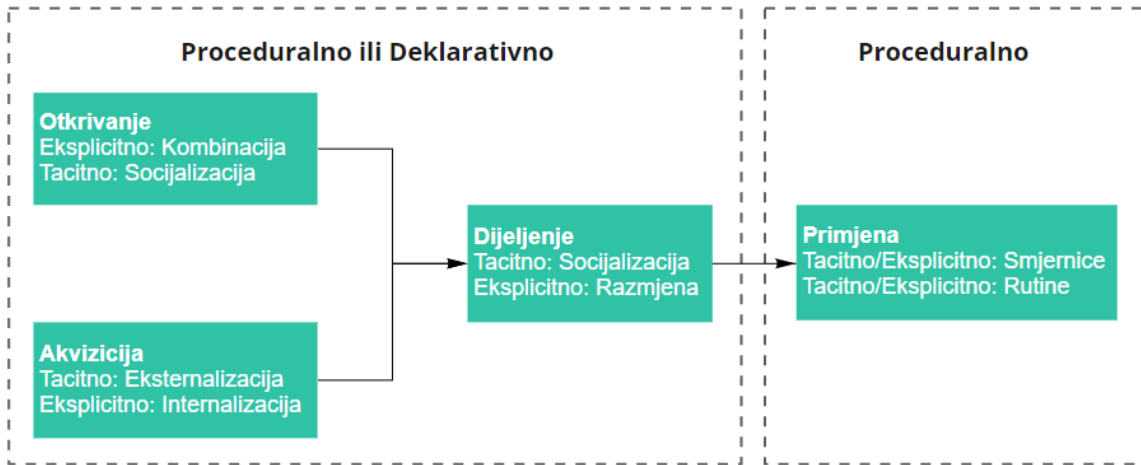 Proceduralno ili Deklarativno
Proceduralno
Otkrivanje
Eksplicitno: Kombinacija
Tacitno: Socijalizacija
Dijeljenje
Tacitno: Socijalizacija
Eksplicitno: Razmjena
Primjena
Tacitno/Eksplicitno: Smjernice
Tacitno/Eksplicitno: Rutine
Akvizicija
Tacitno: Eksternalizacija
Eksplicitno: Internalizacija